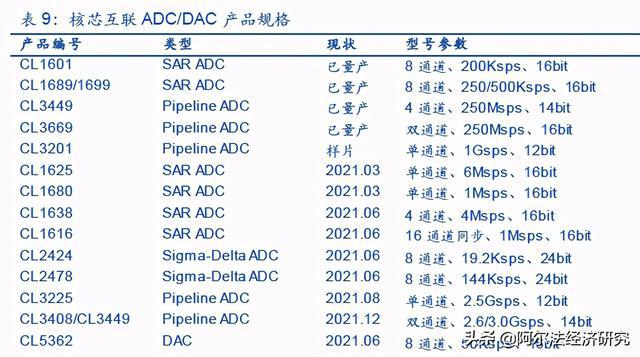 表 9：核芯互联 ADC/DAC 产品规格
产品编号 类型 现状 型号参数
CL1601 SAR ADC 已量产 8 通道、200Ksps、16bit
CL1689/1699 SAR ADC 已量产 8 通道、250/500Ksps、16bit
CL3449 Pipeline ADC 已量产 4 通道、250Msps、14bit
CL3669 Pipeline ADC 已量产 双通道、250Msps、16bit
CL3201 Pipeline ADC 样片 单通道、1Gsps、12bit
CL1625 SAR ADC 2021.03 单通道、6Msps、16bit
CL1680 SAR ADC 2021.03 单通道、1Msps、16bit
CL1638 SAR ADC 2021.06 4 通道、4Msps、16bit
CL1616 SAR ADC 2021.06 16 通道同步、1Msps、16bit
CL2424 Sigma-Delta ADC 2021.06 8 通道、19.2Ksps、24bit
CL2478 Sigma-Delta ADC 2021.06 8 通道、144Ksps、24bit
CL3225 Pipeline ADC 2021.08 单通道、2.5Gsps、12bit
CL3408/CL3449 Pipeline ADC 2021.12 双通道、2.6/3.0Gsps、14bit
CL5362 DAC 2021.06 8 通道、
头条 @阿尔法经济研究